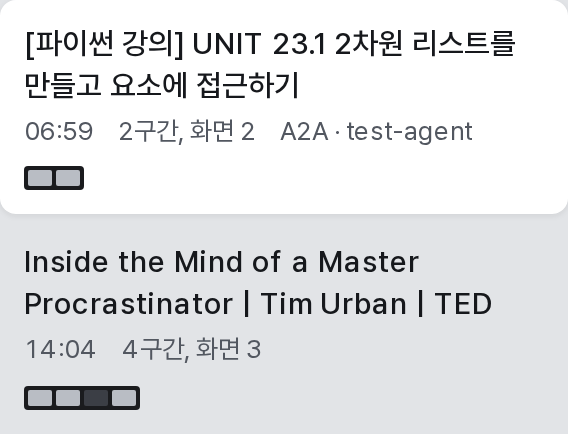 [파이썬 강의] UNIT 23.1 2차원 리스트를
만들고 요소에 접근하기
06:59 2구간, 화면 2 A2A · test-agent
Inside the Mind of a Master
Procrastinator | Tim Urban | TED
14:04 4구간, 화면 3